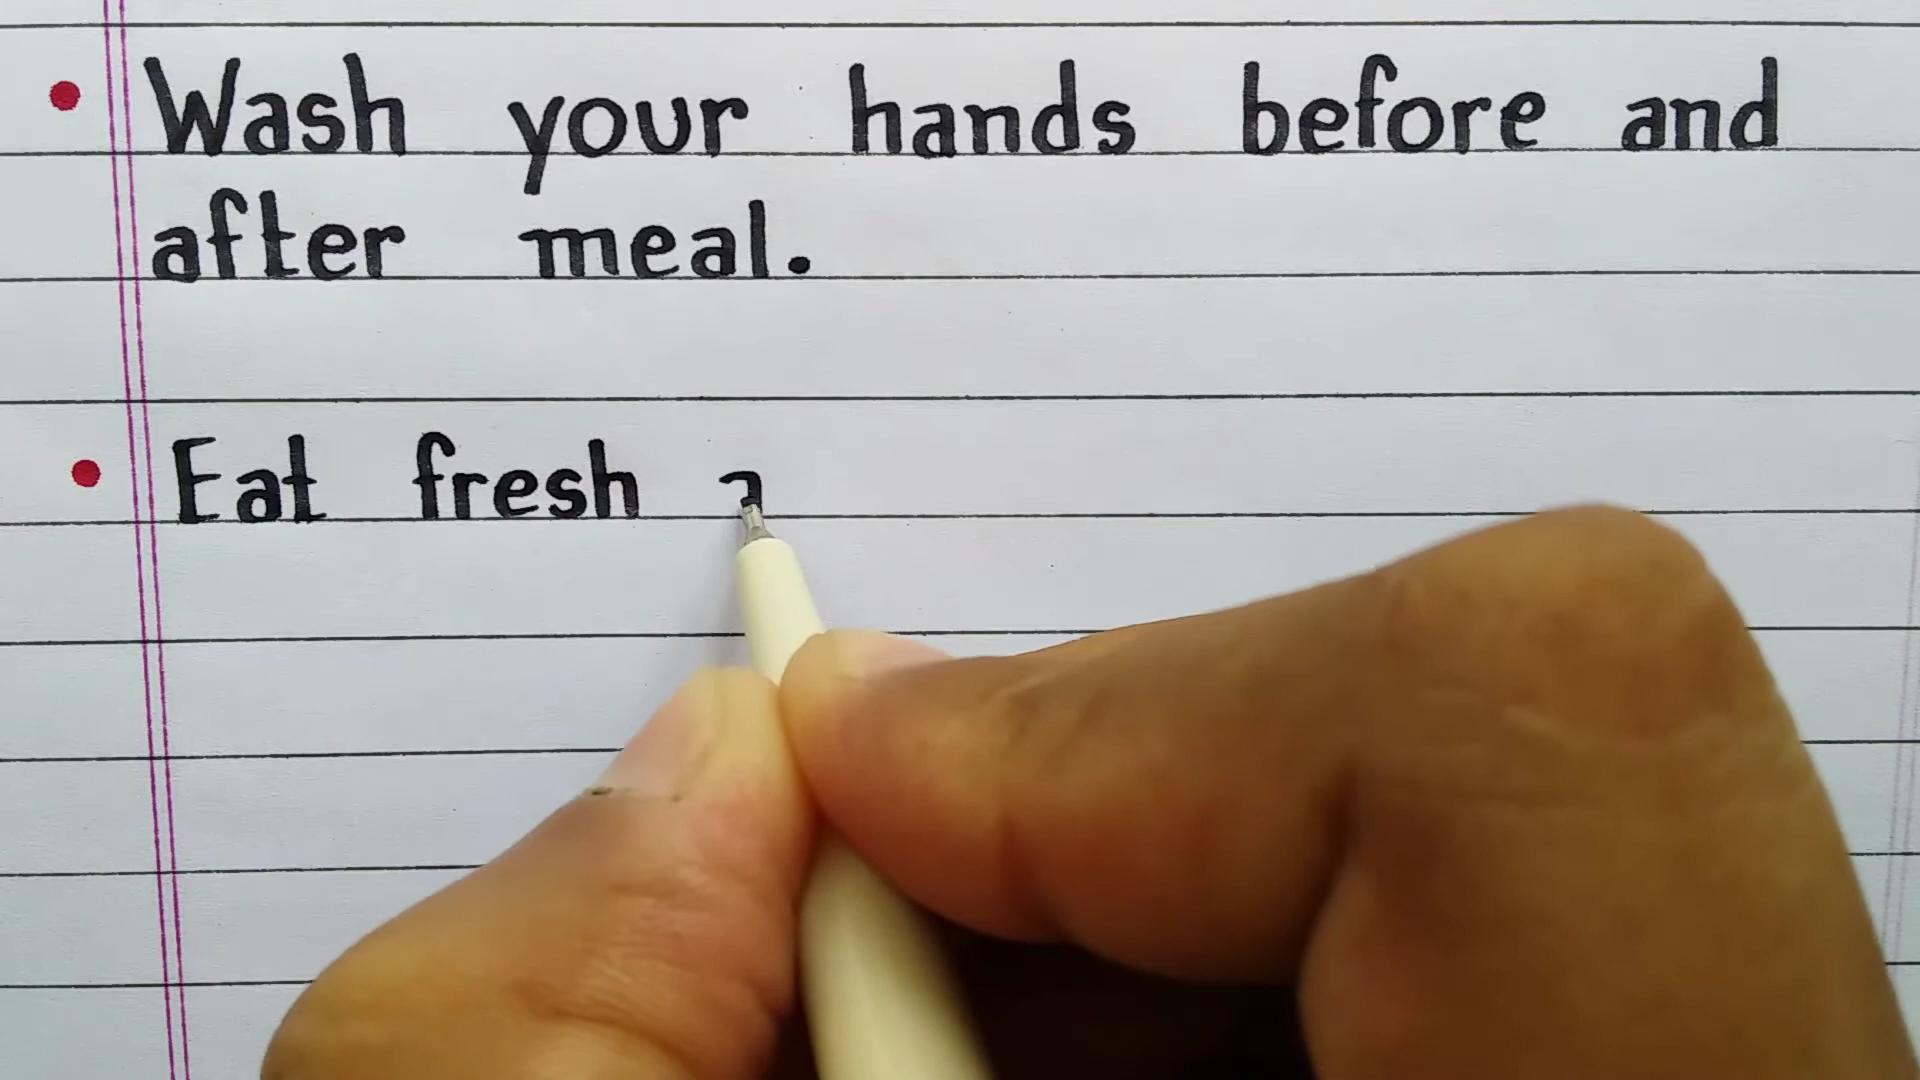 • Wash your hands before and
after meal.
• Eat fresh a